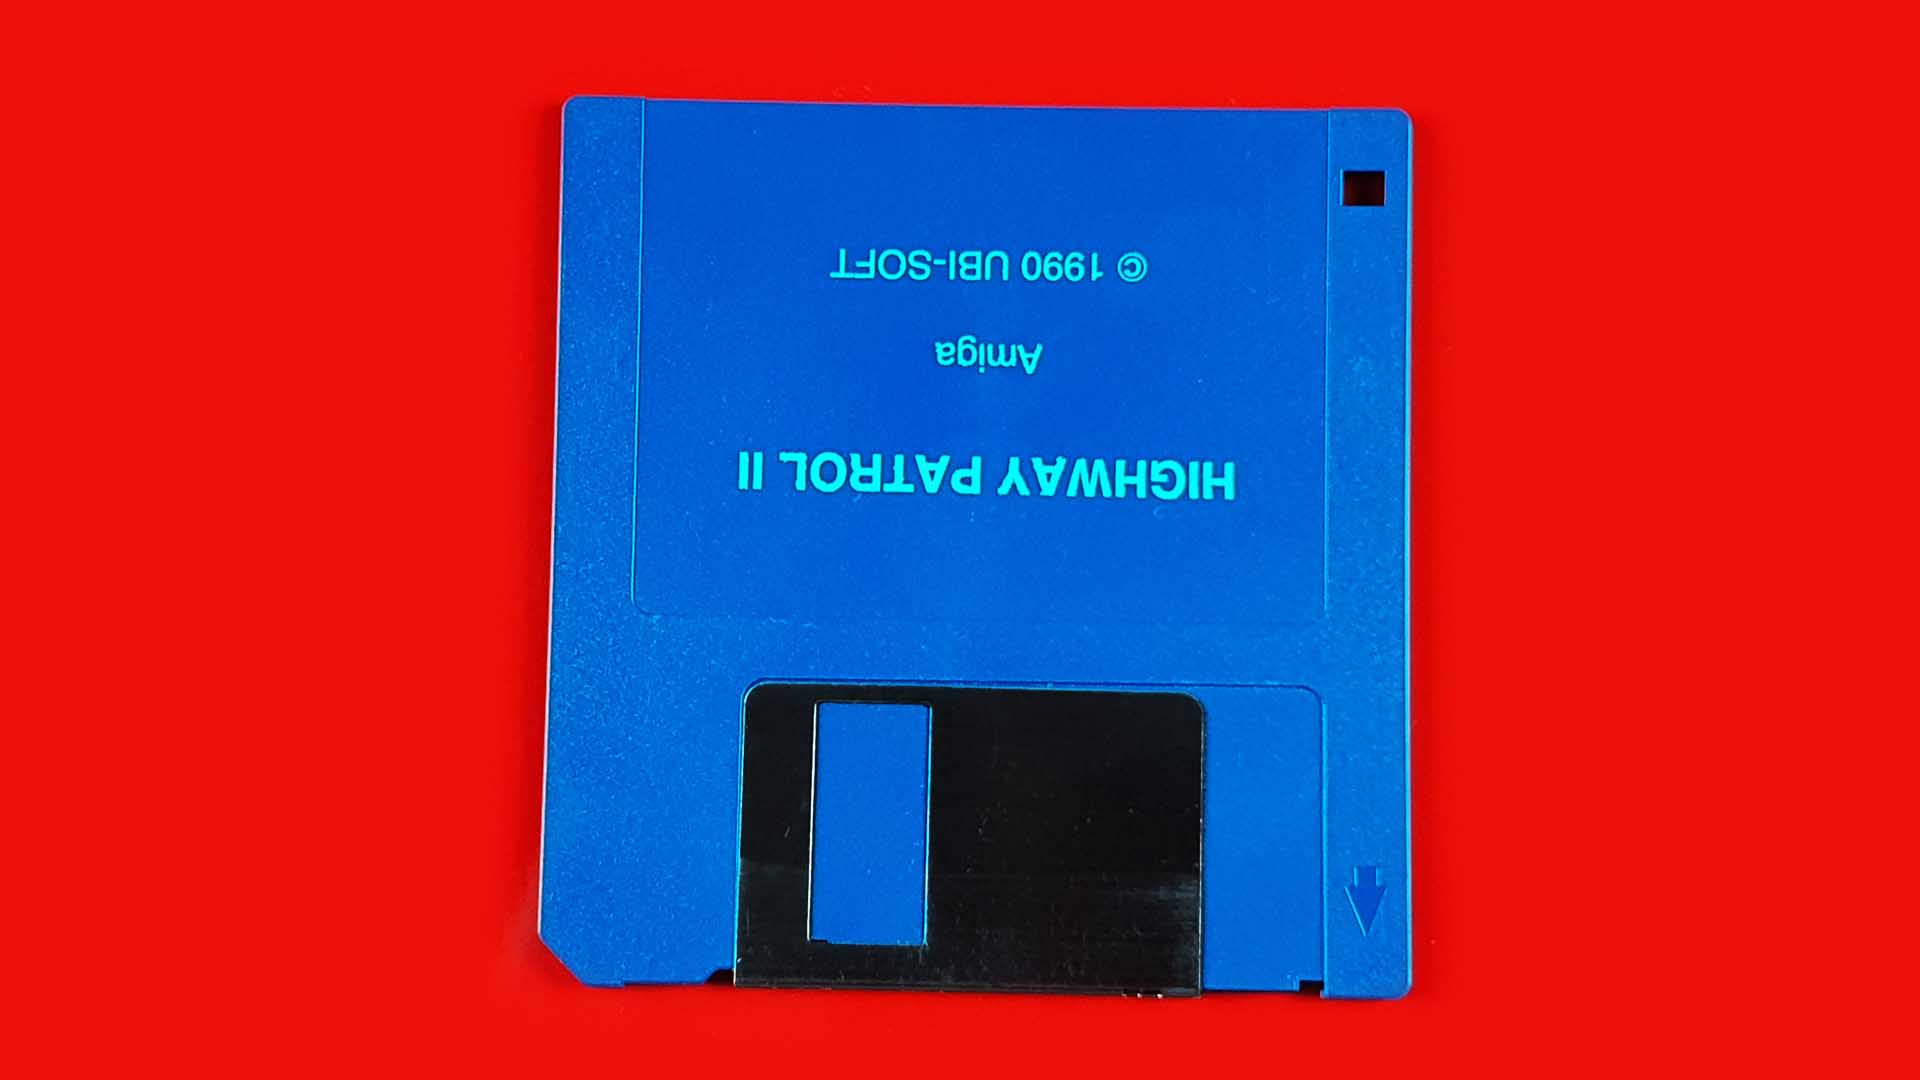 HIGHWAY PATROL II
Amiga
© 1990 UBI-SOFT